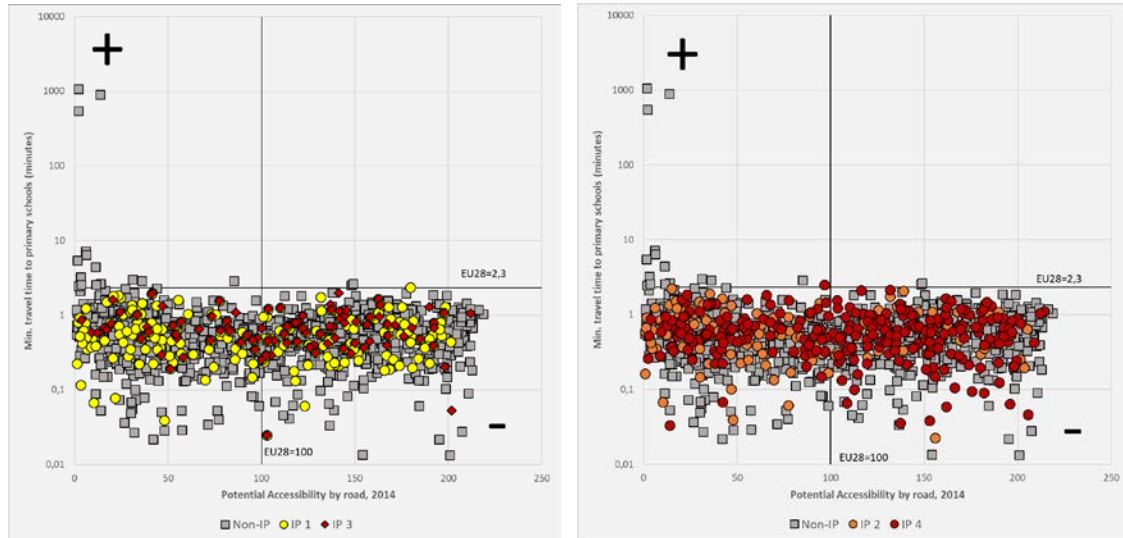 +
Min. travel time to primary schools (minutes)
10000
1000
100
10
1
0,1
0,01
EU28=2,3
EU28=100
−
0 50 100 150 200 250
Potential Accessibility by road, 2014
Non-IP IP 1 IP 3
+
Min. travel time to primary schools (minutes)
10000
1000
100
10
1
0,1
0,01
EU28=2,3
EU28=100
−
0 50 100 150 200 250
Potential Accessibility by road, 2014
Non-IP IP 2 IP 4